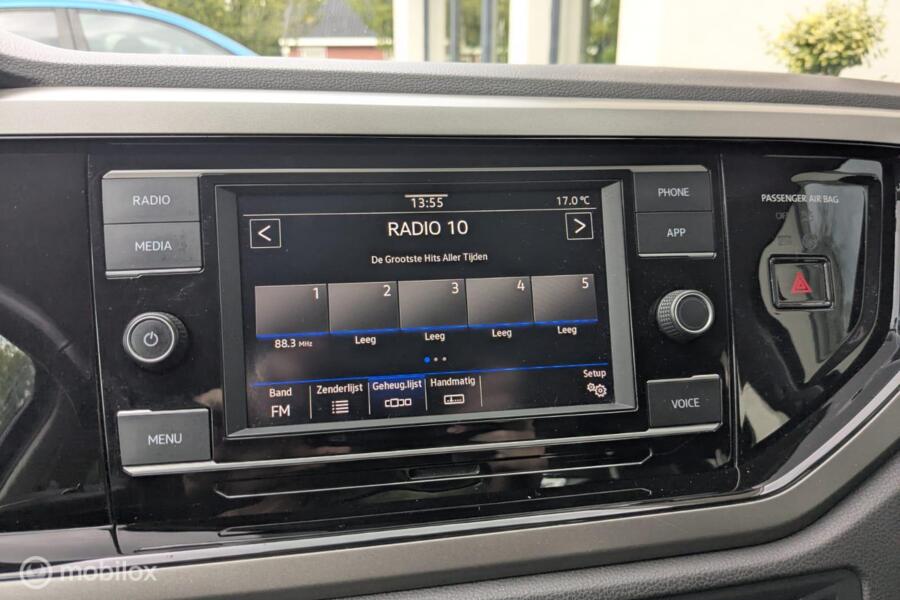 RADIO
MEDIA
MENU
13:55
17.0 °C
<
RADIO 10
>
De Grootste Hits Aller Tijden
1 2 3 4 5
88.3 MHz Leeg Leeg Leeg Leeg
Band Zenderlijst Geheug.lijst Handmatig Setup
FM
PHONE
APP
VOICE
PASSENGER AIR BAG
mobilox